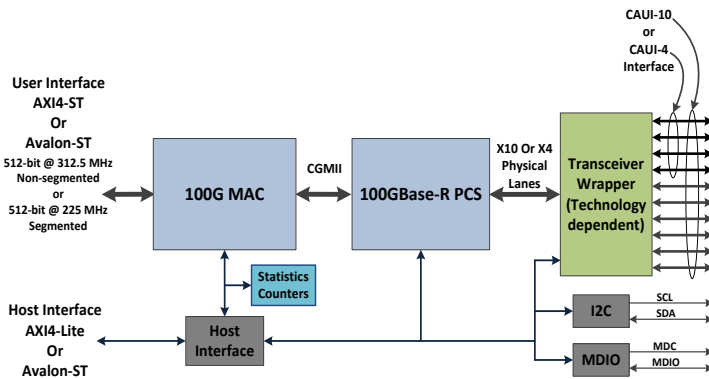 CAUI-10
or
CAUI-4
Interface
User Interface
AXI4-ST
Or
Avalon-ST
512-bit @ 312.5 MHz
Non-segmented
or
512-bit @ 225 MHz
Segmented
100G MAC
CGMII
100GBase-R PCS
X10 Or X4
Physical
Lanes
Transceiver
Wrapper
(Technology
dependent)
Statistics
Counters
Host Interface
AXI4-Lite
Or
Avalon-ST
Host
Interface
I2C
SCL
SDA
MDIO
MDC
MDIO